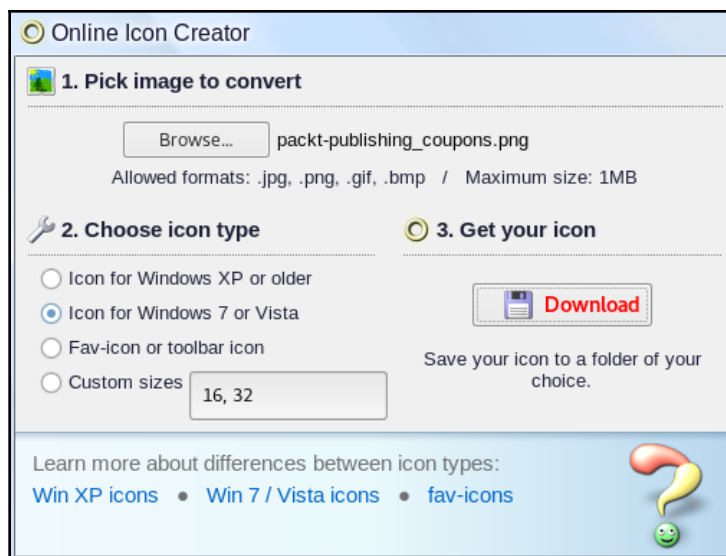 Online Icon Creator
1. Pick image to convert
Browse... packt-publishing_coupons.png
Allowed formats: .jpg, .png, .gif, .bmp / Maximum size: 1MB
2. Choose icon type
Icon for Windows XP or older
Icon for Windows 7 or Vista
Fav-icon or toolbar icon
Custom sizes 16, 32
3. Get your icon
Download
Save your icon to a folder of your
choice.
Learn more about differences between icon types:
Win XP icons ● Win 7 / Vista icons ● fav-icons